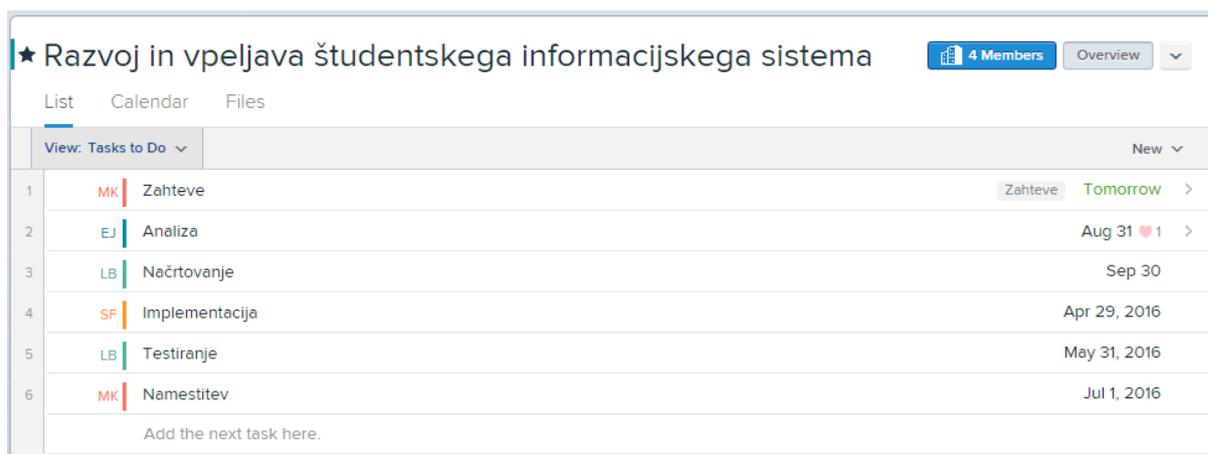 Razvoj in vpeljava študentskega informacijskega sistema 4 Members Overview
List Calendar Files
View: Tasks to Do New
1 MK Zahteve Zahteve Tomorrow
2 EJ Analiza Aug 31 1
3 LB Načrtovanje Sep 30
4 SF Implementacija Apr 29, 2016
5 LB Testiranje May 31, 2016
6 MK Namestitev Jul 1, 2016
Add the next task here.